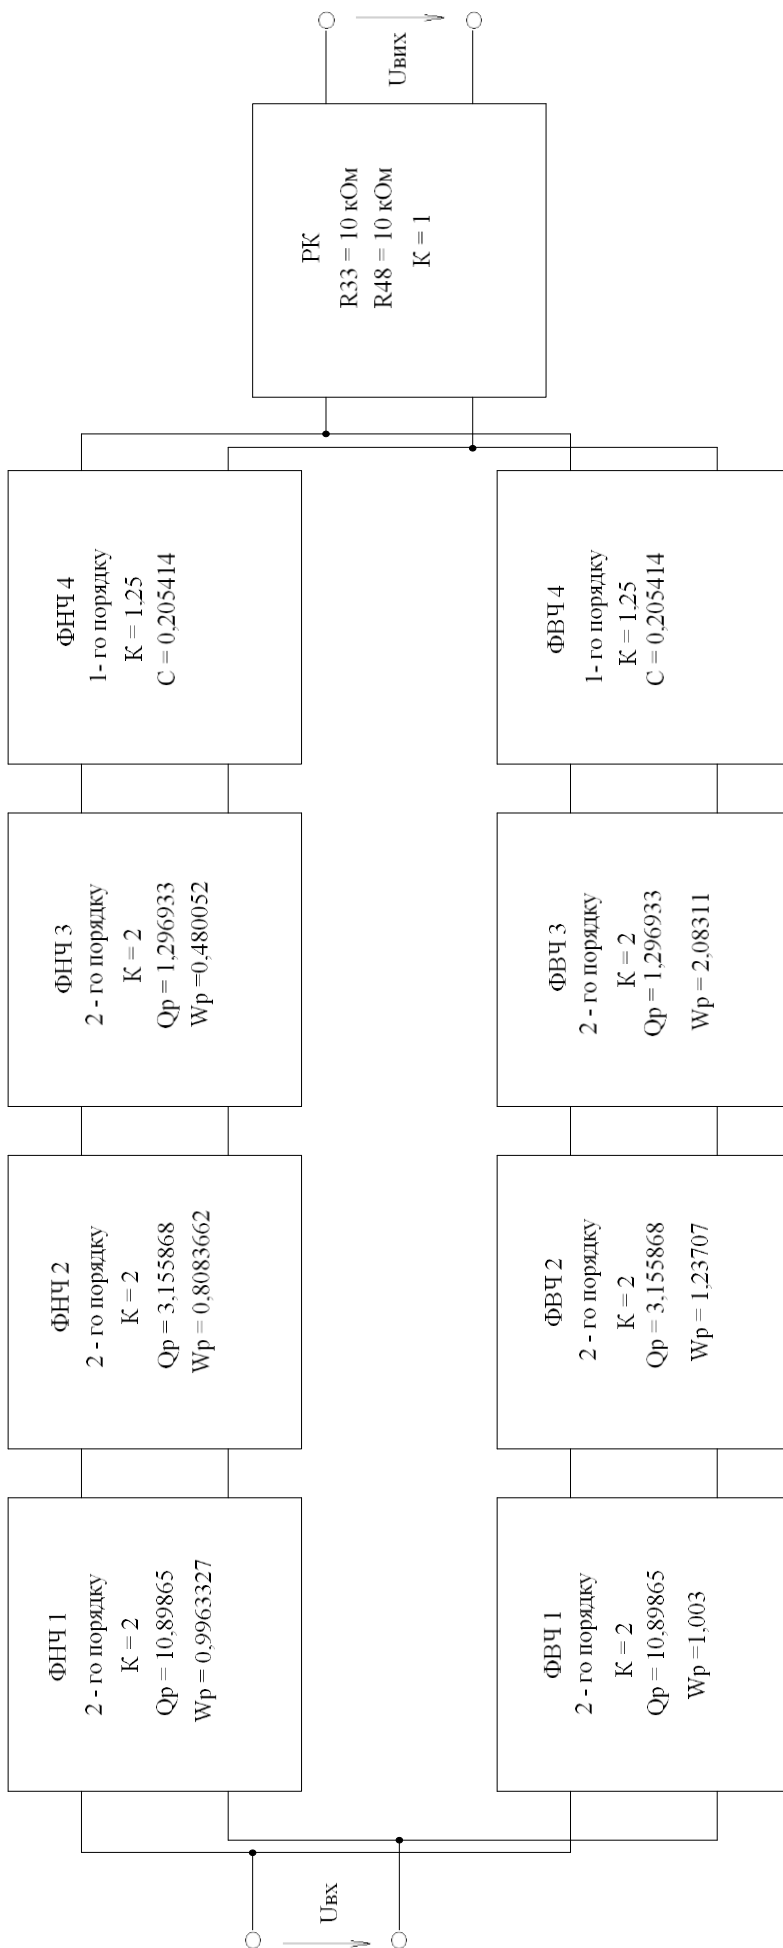 Uвх
ФНЧ 1
2 - го порядку
К = 2
Qp = 10,89865
Wp = 0,9963327
ФНЧ 2
2 - го порядку
К = 2
Qp = 3,155868
Wp = 0,8083662
ФНЧ 3
2 - го порядку
К = 2
Qp = 1,296933
Wp =0,480052
ФНЧ 4
1- го порядку
К = 1,25
С = 0,205414
ФВЧ 1
2 - го порядку
К = 2
Qp = 10,89865
Wp =1,003
ФВЧ 2
2 - го порядку
К = 2
Qp = 3,155868
Wp = 1,23707
ФВЧ 3
2 - го порядку
К = 2
Qp = 1,296933
Wp = 2,08311
ФВЧ 4
1- го порядку
К = 1,25
С = 0,205414
РК
R33 = 10 кОм
R48 = 10 кОм
К = 1
Uвих